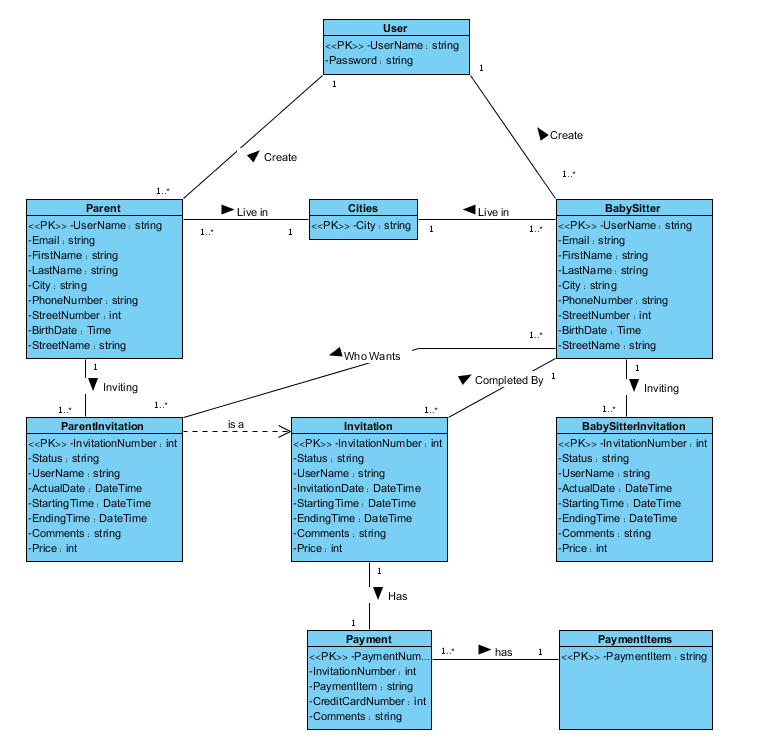 User
<<PK>> -UserName : string
-Password : string
1
1
Create
Create
1..*
1..*
Parent
<<PK>> -UserName : string
-Email : string
-FirstName : string
-LastName : string
-City : string
-PhoneNumber : string
-StreetNumber : int
-BirthDate : Time
-StreetName : string
Live in
1..*
1
Cities
<<PK>> -City : string
Live in
1
1..*
BabySitter
<<PK>> -UserName : string
-Email : string
-FirstName : string
-LastName : string
-City : string
-PhoneNumber : string
-StreetNumber : int
-BirthDate : Time
-StreetName : string
1..*
Who Wants
1..*
1
Inviting
1..*
Completed By
1
1..*
1
Inviting
1..*
ParentInvitation
<<PK>> -InvitationNumber : int
-Status : string
-UserName : string
-ActualDate : DateTime
-StartingTime : DateTime
-EndingTime : DateTime
-Comments : string
-Price : int
is a
Invitation
<<PK>> -InvitationNumber : int
-Status : string
-UserName : string
-InvitationDate : DateTime
-StartingTime : DateTime
-EndingTime : DateTime
-Comments : string
-Price : int
BabySitterInvitation
<<PK>> -InvitationNumber : int
-Status : string
-UserName : string
-ActualDate : DateTime
-StartingTime : DateTime
-EndingTime : DateTime
-Comments : string
-Price : int
1
Has
1
Payment
<<PK>> -PaymentNum...
-InvitationNumber : int
-PaymentItem : string
-CreditCardNumber : int
-Comments : string
1..*
has
1
PaymentItems
<<PK>> -PaymentItem : string